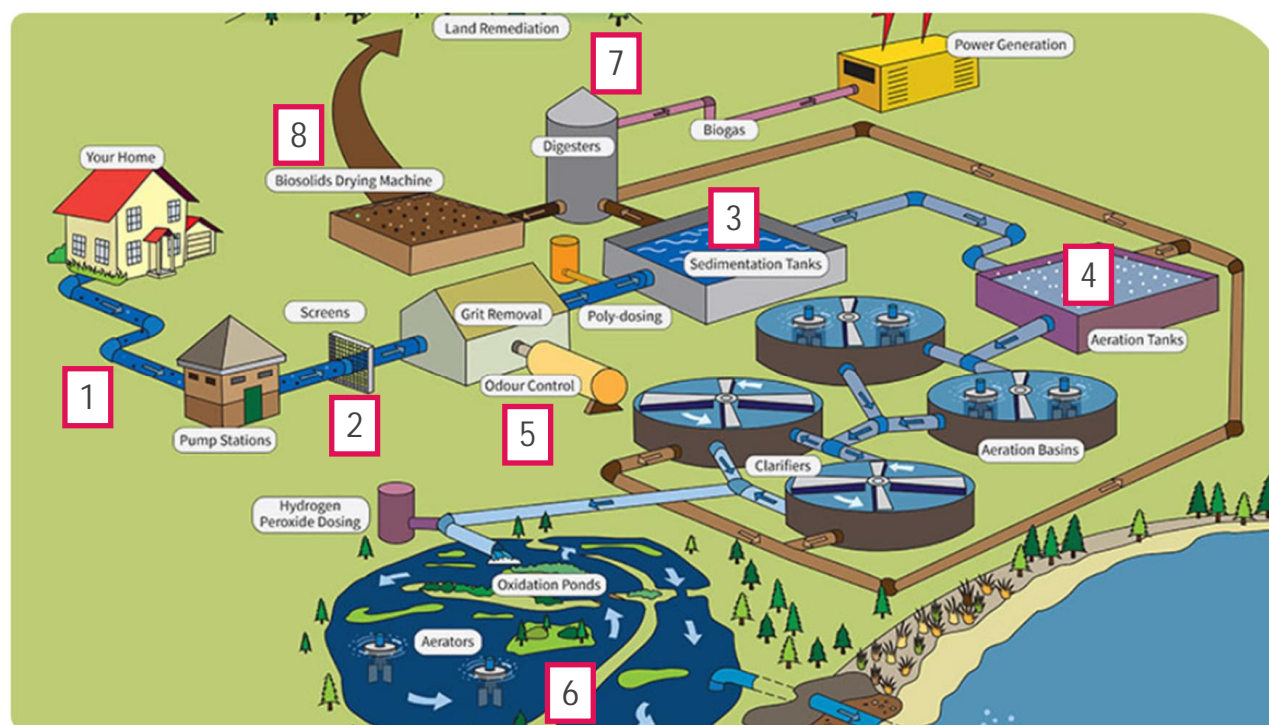 Land Remediation
7
Power Generation
8
Digesters
Biogas
Your Home
Biosolids Drying Machine
3
Sedimentation Tanks
4
Screens
Grit Removal
Poly-dosing
Aeration Tanks
1
2
Odour Control
5
Pump Stations
Clarifiers
Aeration Basins
Hydrogen
Peroxide Dosing
Oxidation Ponds
Aerators
6